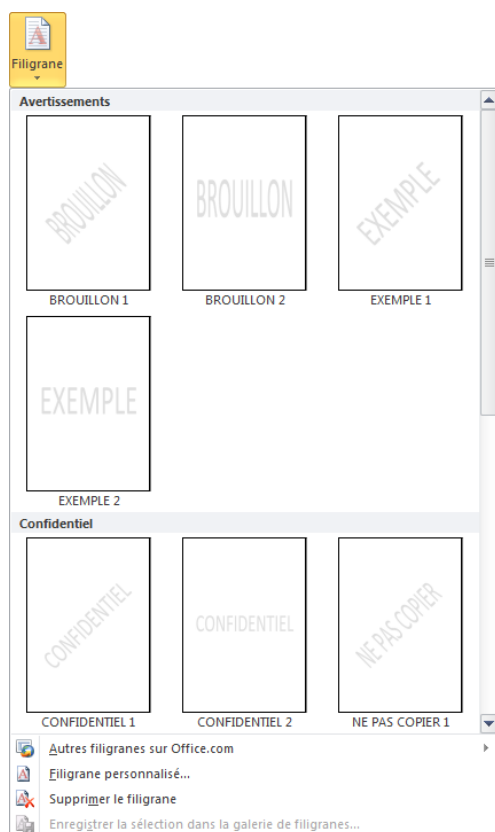 Filigrane
Avertissements
BROUILLON
BROUILLON
EXEMPLE
BROUILLON 1
BROUILLON 2
EXEMPLE 1
EXEMPLE
EXEMPLE 2
Confidentiel
CONFIDENTIEL
CONFIDENTIEL
NE PAS COPIER
CONFIDENTIEL 1
CONFIDENTIEL 2
NE PAS COPIER 1
Autres filigranes sur Office.com
Filigrane personnalisé...
Supprimer le filigrane
Enregistrer la sélection dans la galerie de filigranes...